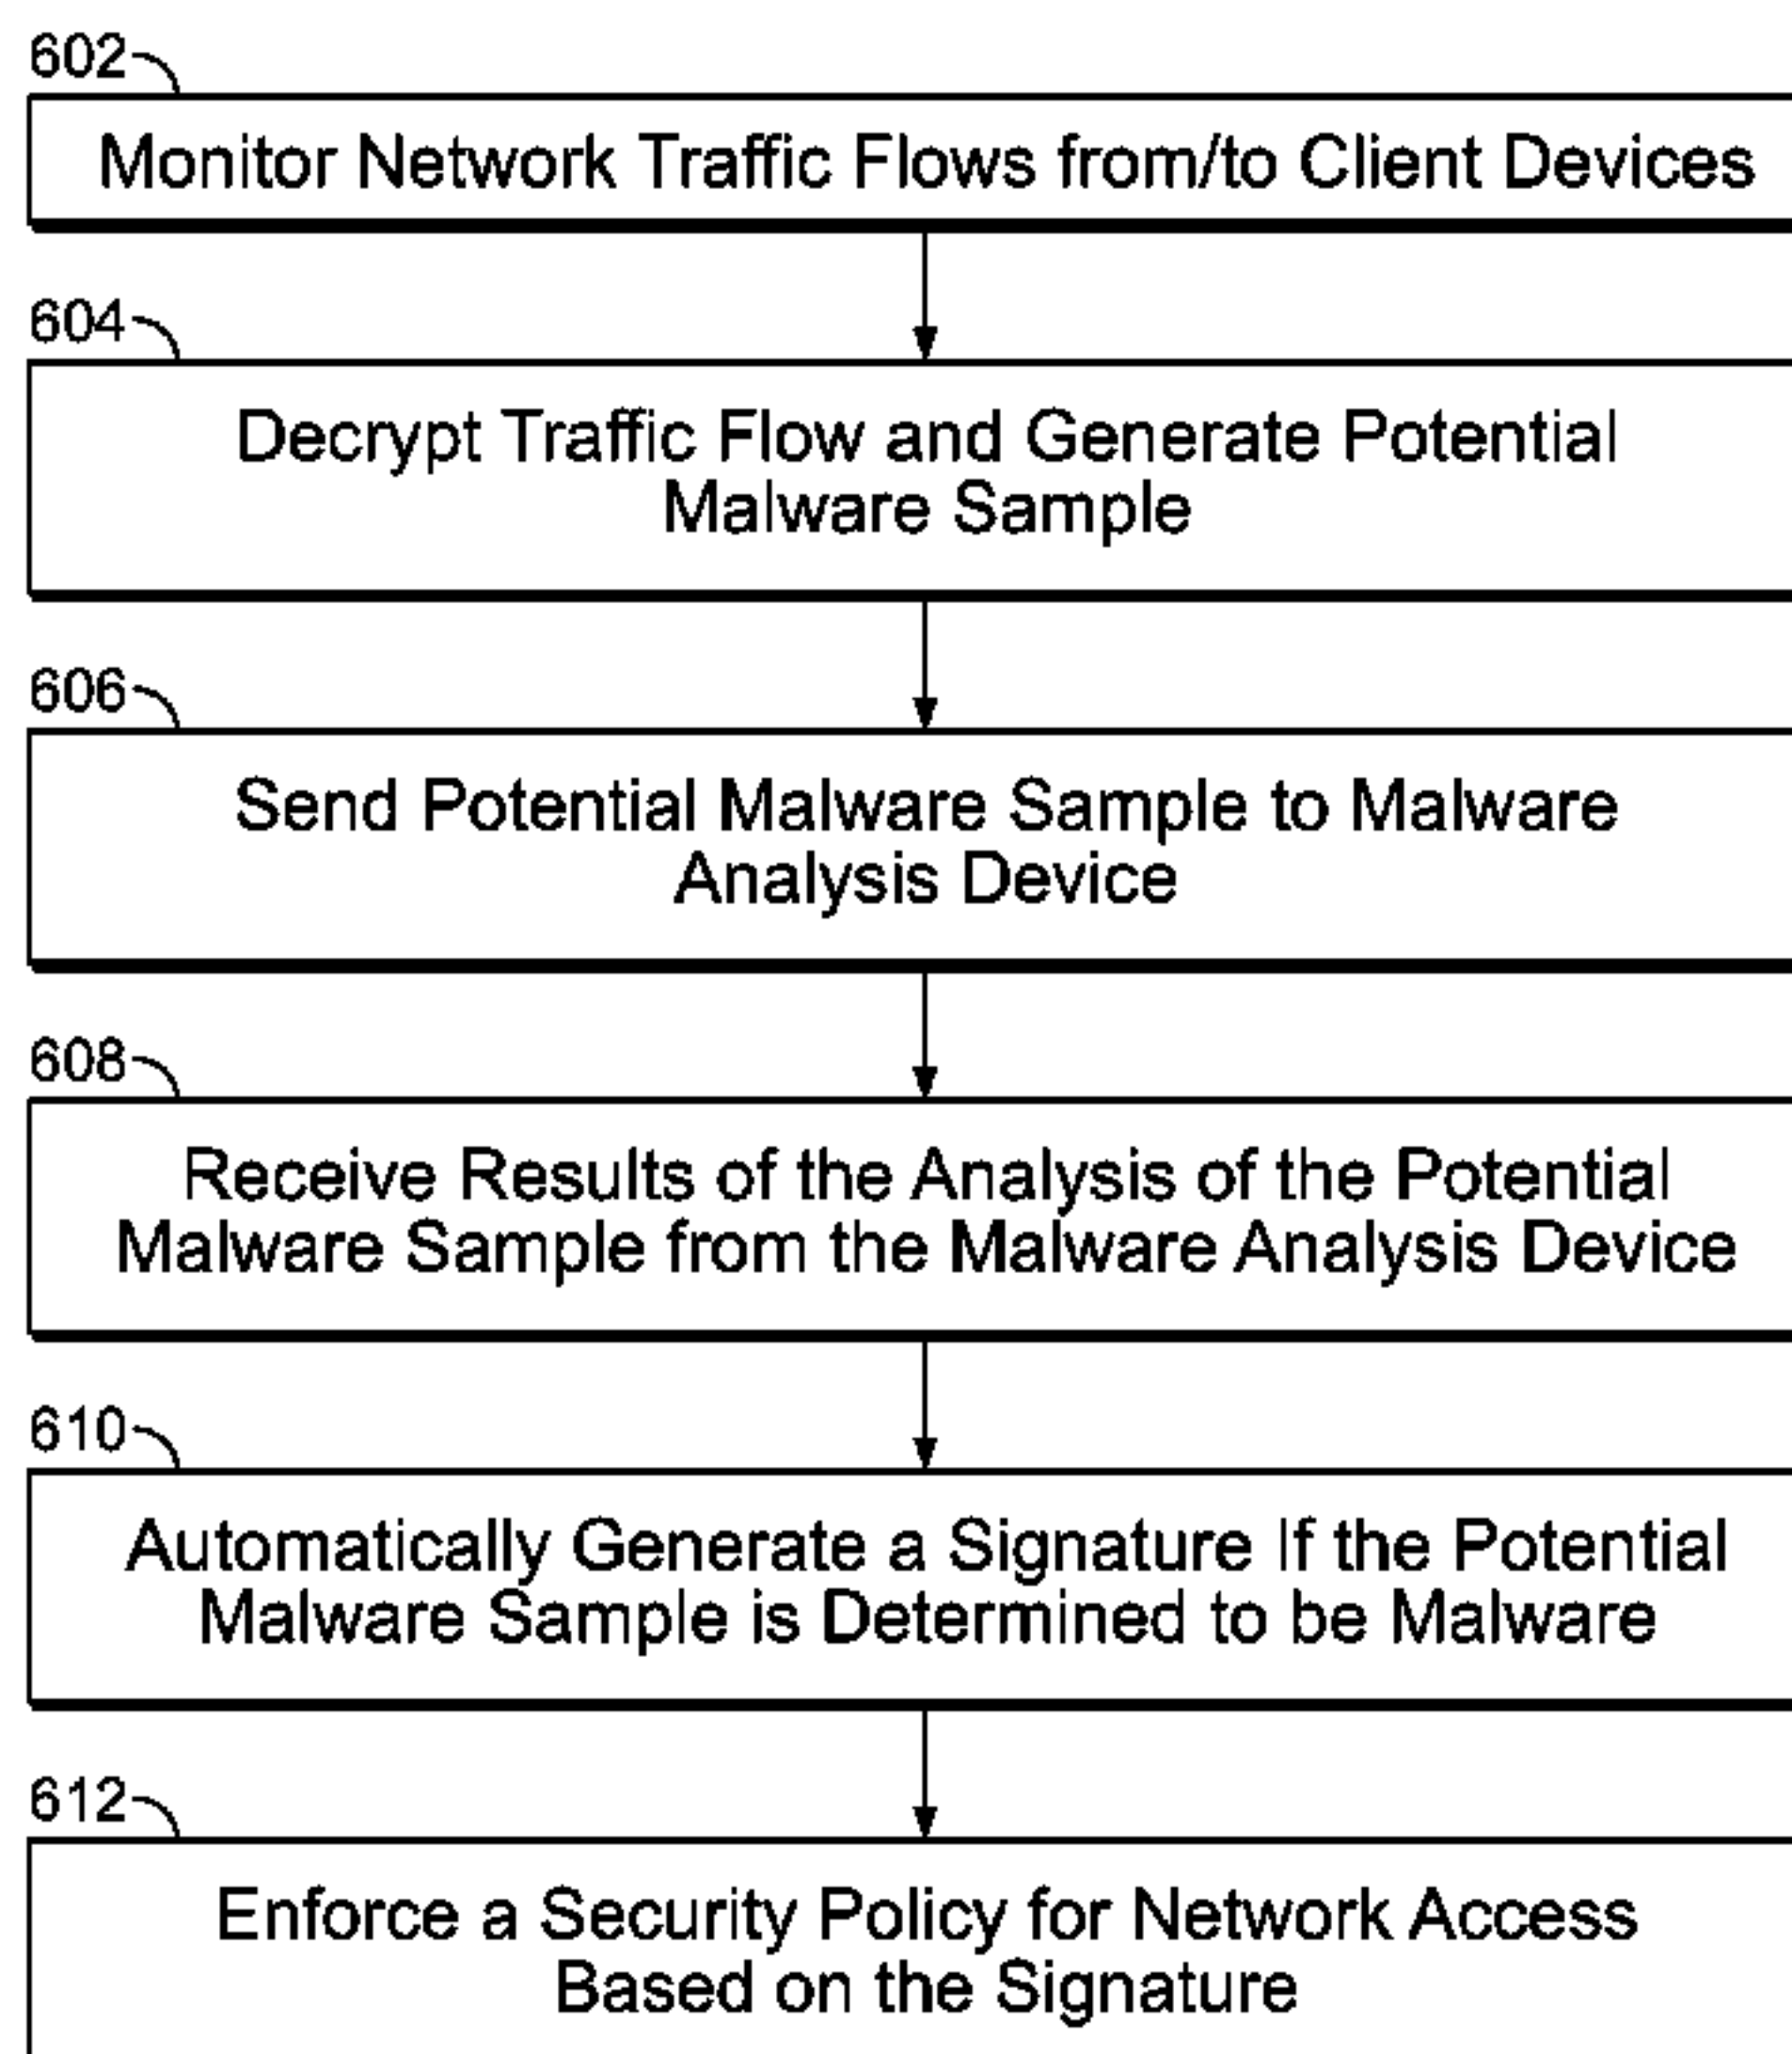 602
Monitor Network Traffic Flows from/to Client Devices
604
Decrypt Traffic Flow and Generate Potential
Malware Sample
606
Send Potential Malware Sample to Malware
Analysis Device
608
Receive Results of the Analysis of the Potential
Malware Sample from the Malware Analysis Device
610
Automatically Generate a Signature If the Potential
Malware Sample is Determined to be Malware
612
Enforce a Security Policy for Network Access
Based on the Signature